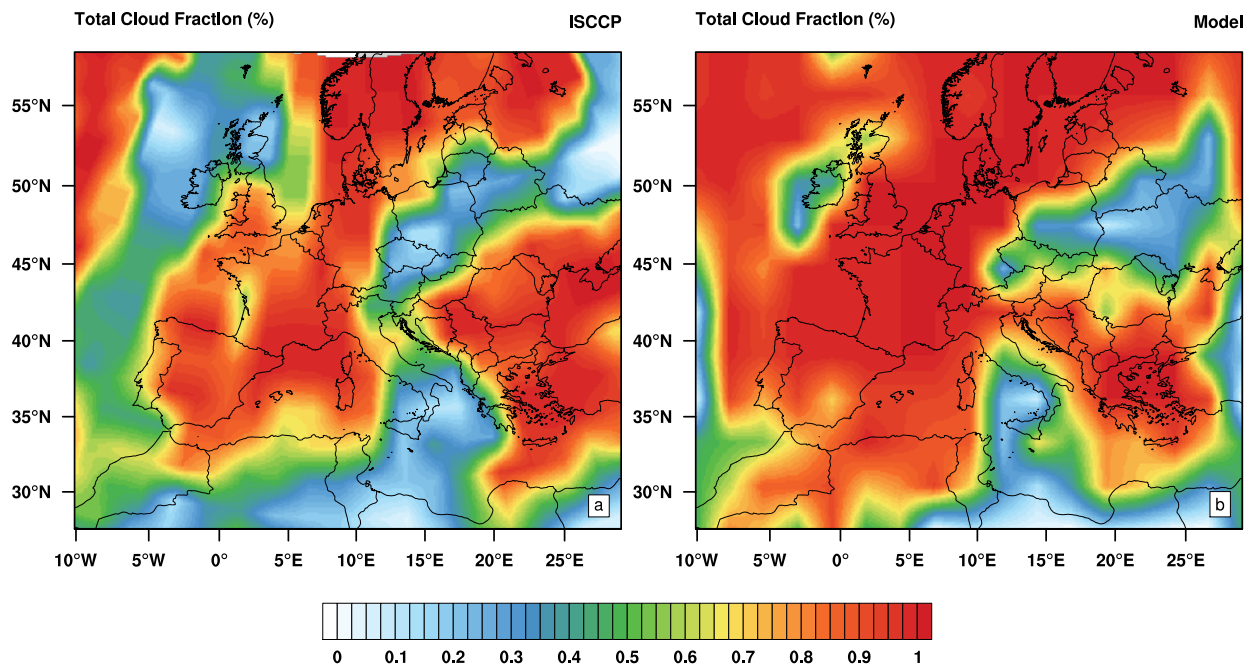 Total Cloud Fraction (%) ISCCP
Total Cloud Fraction (%) Model
55°N
50°N
45°N
40°N
35°N
30°N
a
10°W 5°W 0° 5°E 10°E 15°E 20°E 25°E
55°N
50°N
45°N
40°N
35°N
30°N
b
10°W 5°W 0° 5°E 10°E 15°E 20°E 25°E
0 0.1 0.2 0.3 0.4 0.5 0.6 0.7 0.8 0.9 1